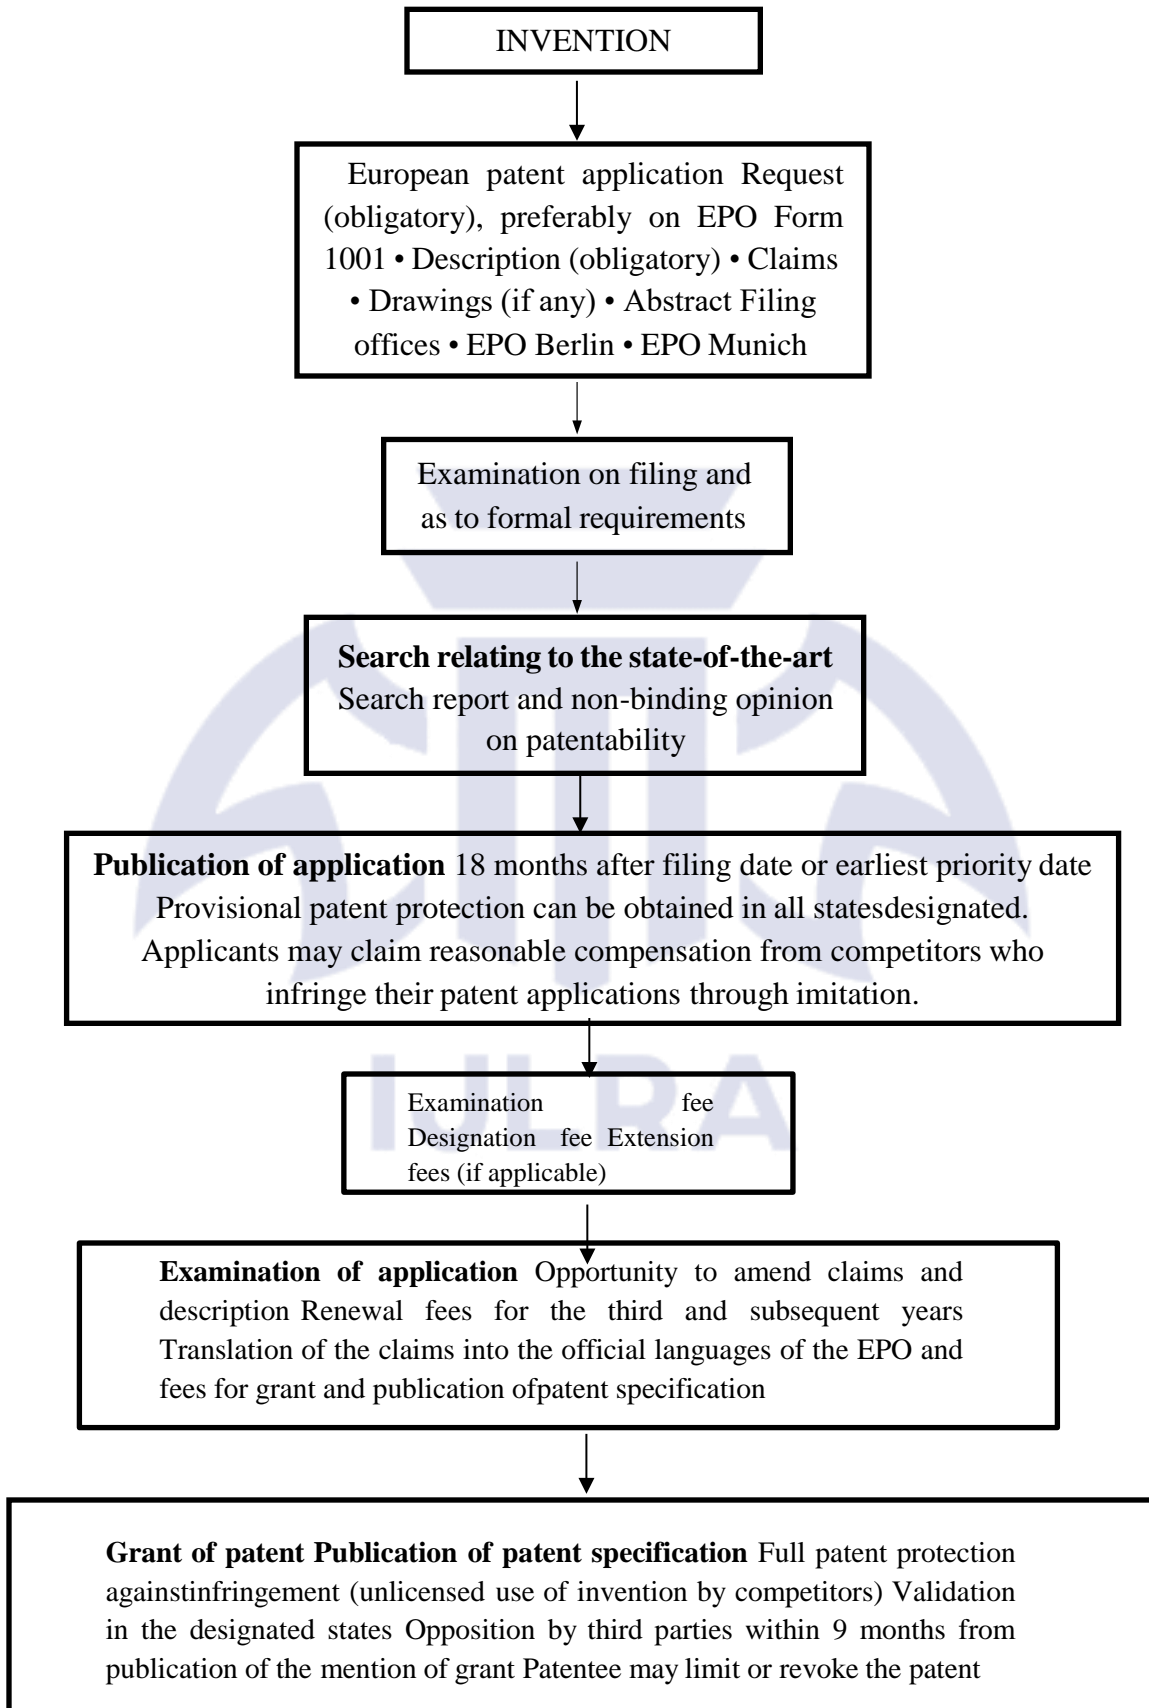 INVENTION
European patent application Request
(obligatory), preferably on EPO Form
1001 • Description (obligatory) • Claims
• Drawings (if any) • Abstract Filing
offices • EPO Berlin • EPO Munich
Examination on filing and
as to formal requirements
Search relating to the state-of-the-art
Search report and non-binding opinion
on patentability
Publication of application 18 months after filing date or earliest priority date
Provisional patent protection can be obtained in all statesdesignated.
Applicants may claim reasonable compensation from competitors who
infringe their patent applications through imitation.
IJLRA
Examination fee
Designation fee Extension
fees (if applicable)
Examination of application Opportunity to amend claims and
description Renewal fees for the third and subsequent years
Translation of the claims into the official languages of the EPO and
fees for grant and publication ofpatent specification
Grant of patent Publication of patent specification Full patent protection
againstinfringement (unlicensed use of invention by competitors) Validation
in the designated states Opposition by third parties within 9 months from
publication of the mention of grant Patentee may limit or revoke the patent